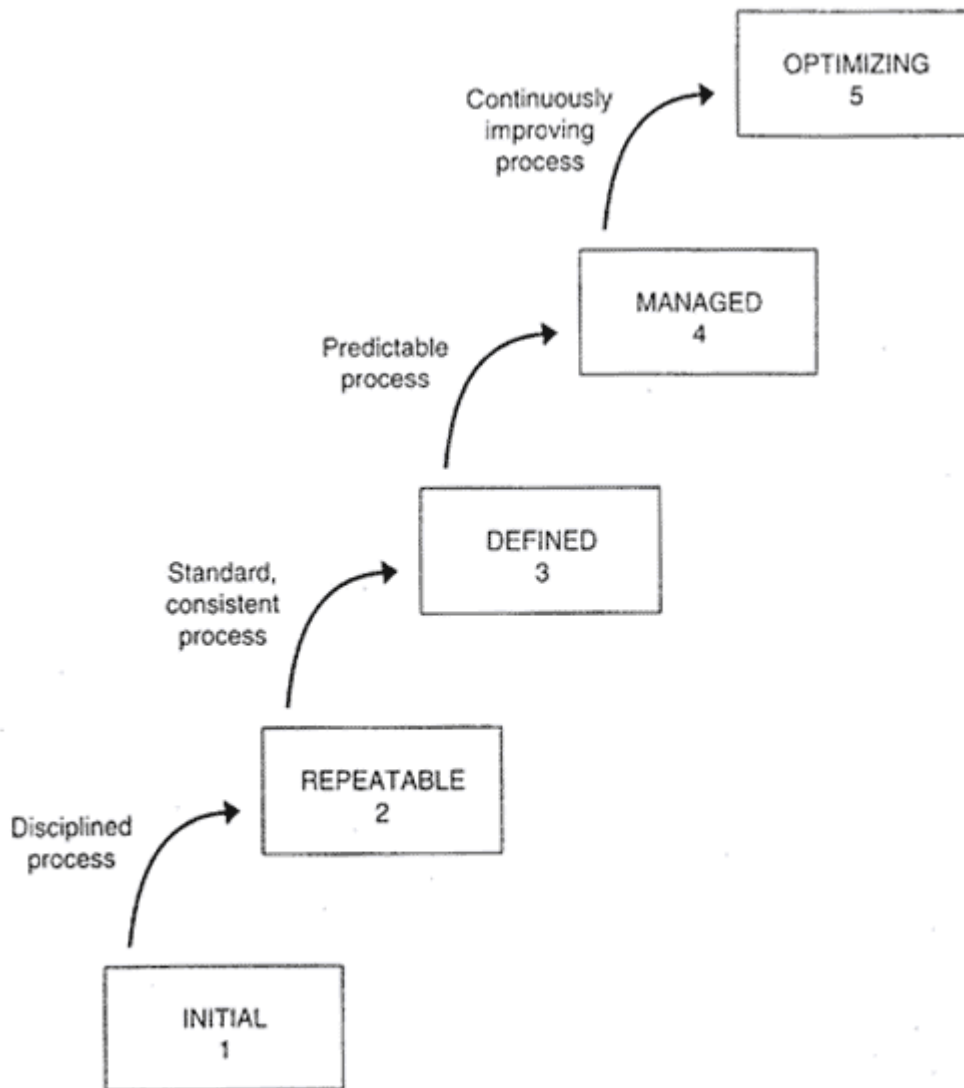 OPTIMIZING
5
Continuously
improving
process
MANAGED
4
Predictable
process
DEFINED
3
Standard,
consistent
process
REPEATABLE
2
Disciplined
process
INITIAL
1